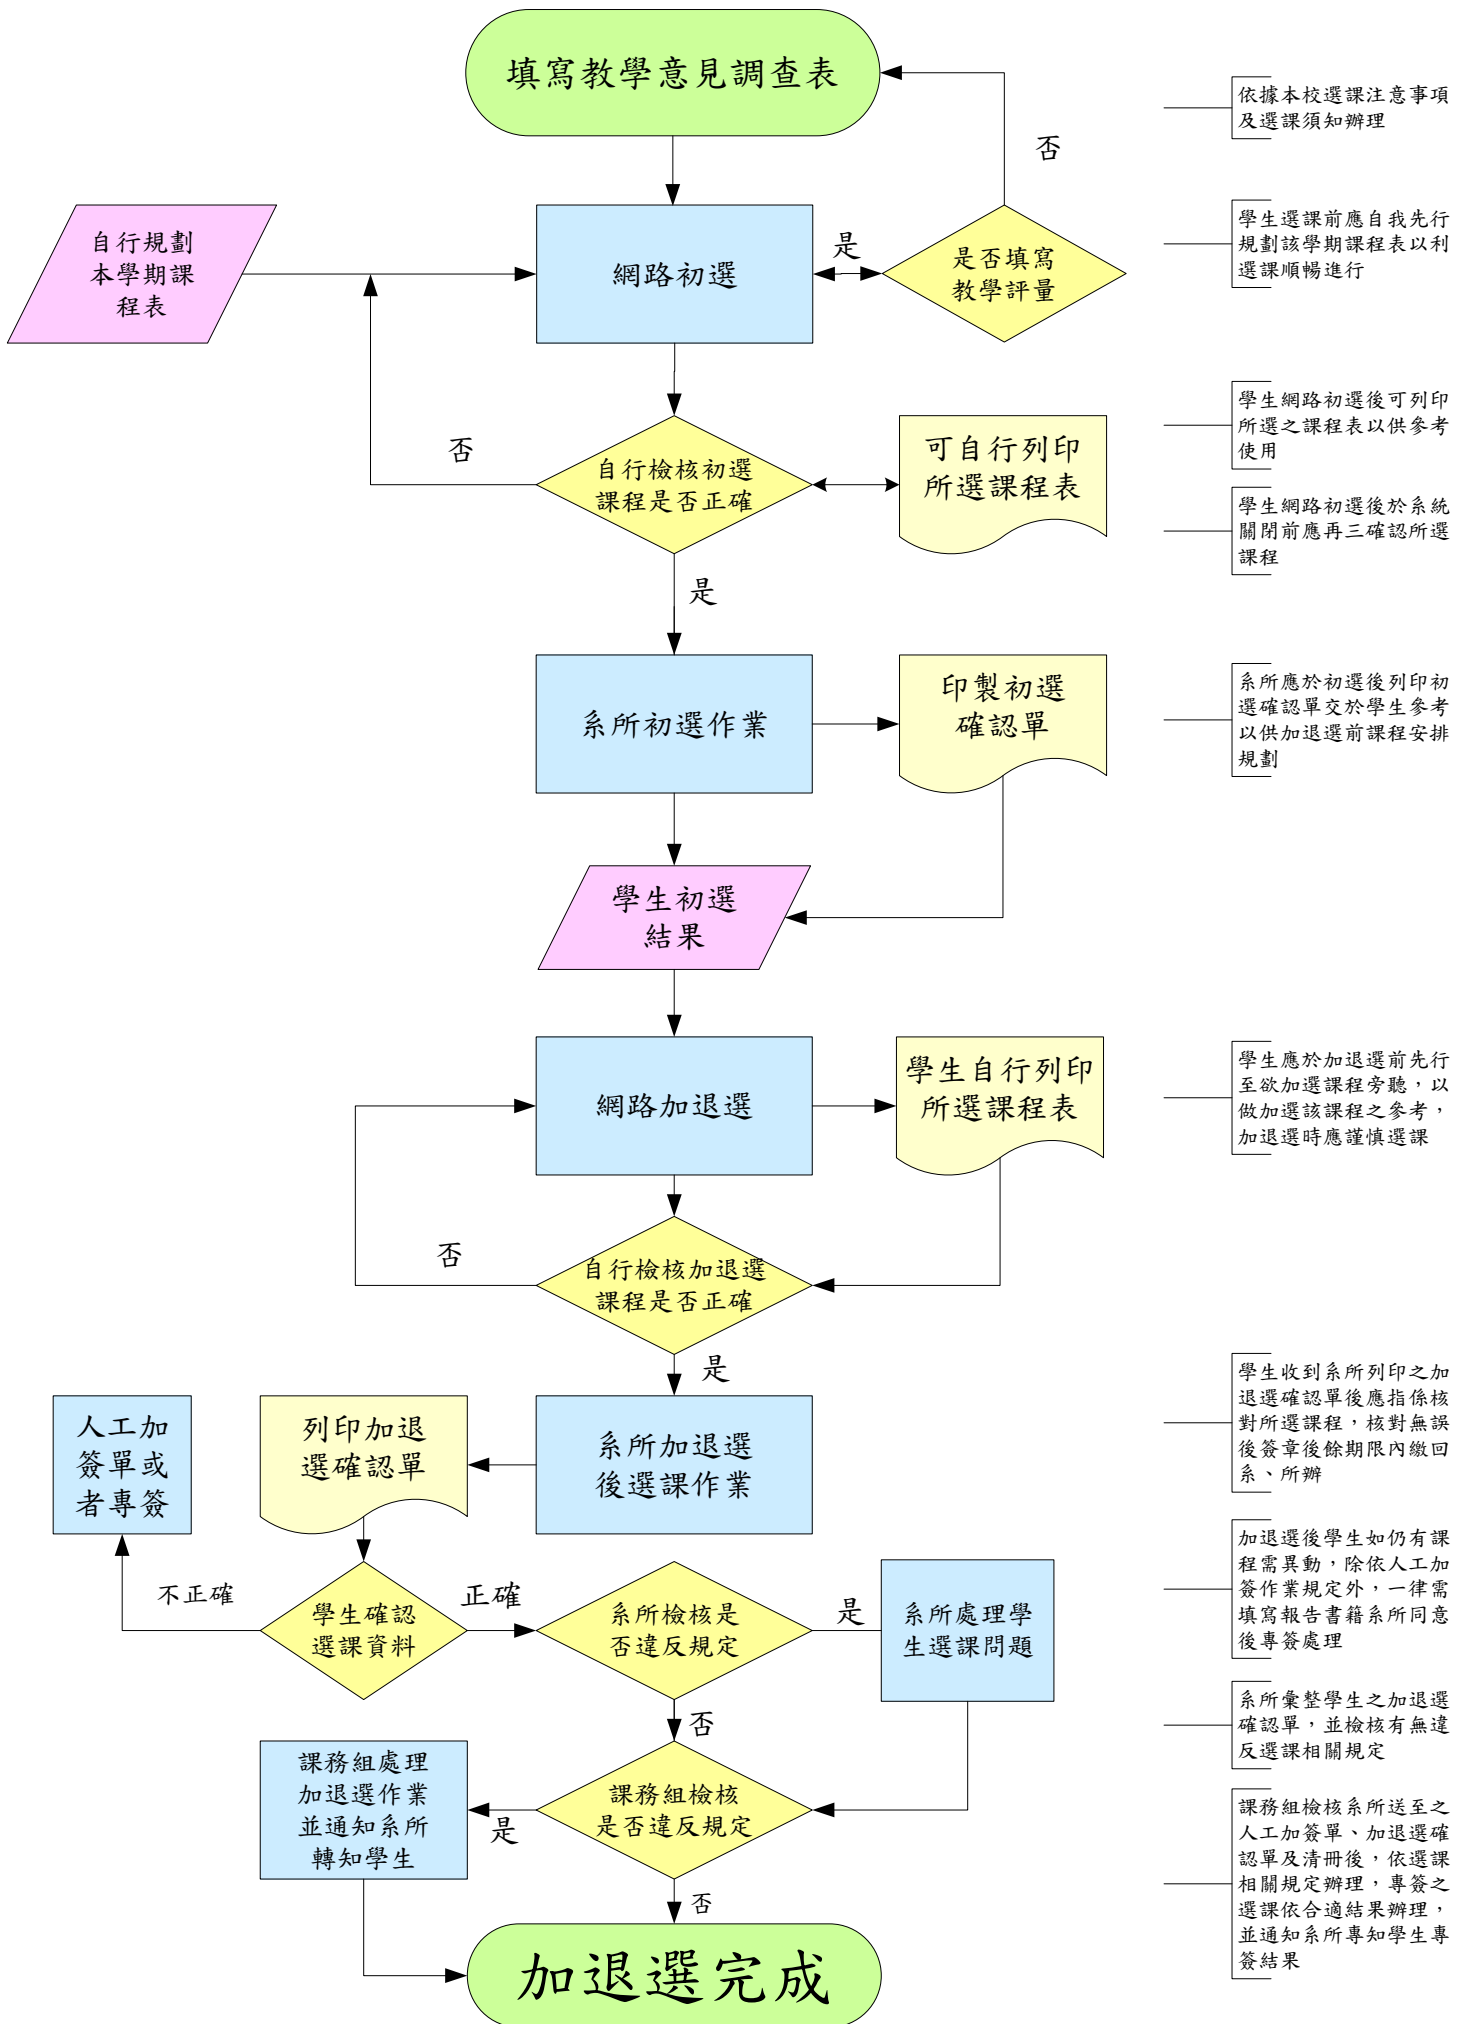 填寫教學意見調查表
否
依據本校選課注意事項
及選課須知辦理
自行規劃
本學期課
程表
網路初選
是
是否填寫
教學評量
學生選課前應自我先行
規劃該學期課程表以利
選課順暢進行
否
自行檢核初選
課程是否正確
可自行列印
所選課程表
學生網路初選後可列印
所選之課程表以供參考
使用
學生網路初選後於系統
關閉前應再三確認所選
課程
是
系所初選作業
印製初選
確認單
系所應於初選後列印初
選確認單交於學生參考
以供加退選前課程安排
規劃
學生初選
結果
網路加退選
學生自行列印
所選課程表
學生應於加退選前先行
至欲加選課程旁聽，以
做加選該課程之參考，
加退選時應謹慎選課
否
自行檢核加退選
課程是否正確
是
人工加
簽單或
者專簽
列印加退
選確認單
系所加退選
後選課作業
學生收到系所列印之加
退選確認單後應指係核
對所選課程，核對無誤
後簽章後餘期限內繳回
系、所辦
不正確
學生確認
選課資料
正確
系所檢核是
否違反規定
是
系所處理學
生選課問題
加退選後學生如仍有課
程需異動，除依人工加
簽作業規定外，一律需
填寫報告書籍系所同意
後專簽處理
否
系所彙整學生之加退選
確認單，並檢核有無違
反選課相關規定
課務組處理
加退選作業
並通知系所
轉知學生
是
課務組檢核
是否違反規定
課務組檢核系所送至之
人工加簽單、加退選確
認單及清冊後，依選課
相關規定辦理，專簽之
選課依合適結果辦理，
並通知系所專知學生專
簽結果
否
加退選完成